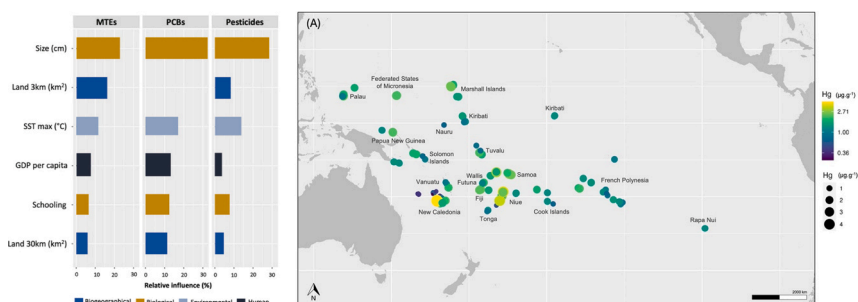 MTEs PCBs Pesticides
Size (cm)
Land 3km (km²)
SST max (°C)
GDP per capita
Schooling
Land 30km (km²)
0 10 20 30 0 10 20 30 0 10 20 30
Relative influence (%)
Biogeographical Biological Environmental Human
(A)
Palau
Federated States
of Micronesia
Marshall Islands
Kiribati
Kiribati
Nauru
Papua New Guinea
Solomon
Islands
Tuvalu
Vanuatu
Wallis
Futuna
Samoa
French Polynesia
Fiji
Niue
New Caledonia
Tonga
Cook Islands
Rapa Nui
N
2000 km
Hg (µg.g⁻¹)
2.71
1.00
0.36
Hg (µg.g⁻¹)
1
2
3
4